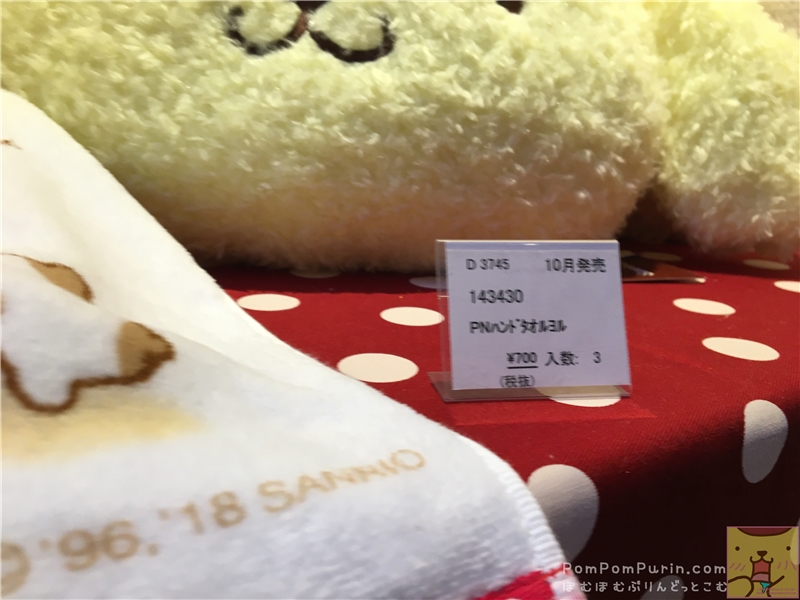 D 3745 10月発売
143430
PNﾊﾝﾄﾞﾀｵﾙﾖﾙ
¥700 入数: 3
(税抜)
9 '96, '18 SANRIO
PomPomPurin.com
ぽむぽむぷりんどっとこむ